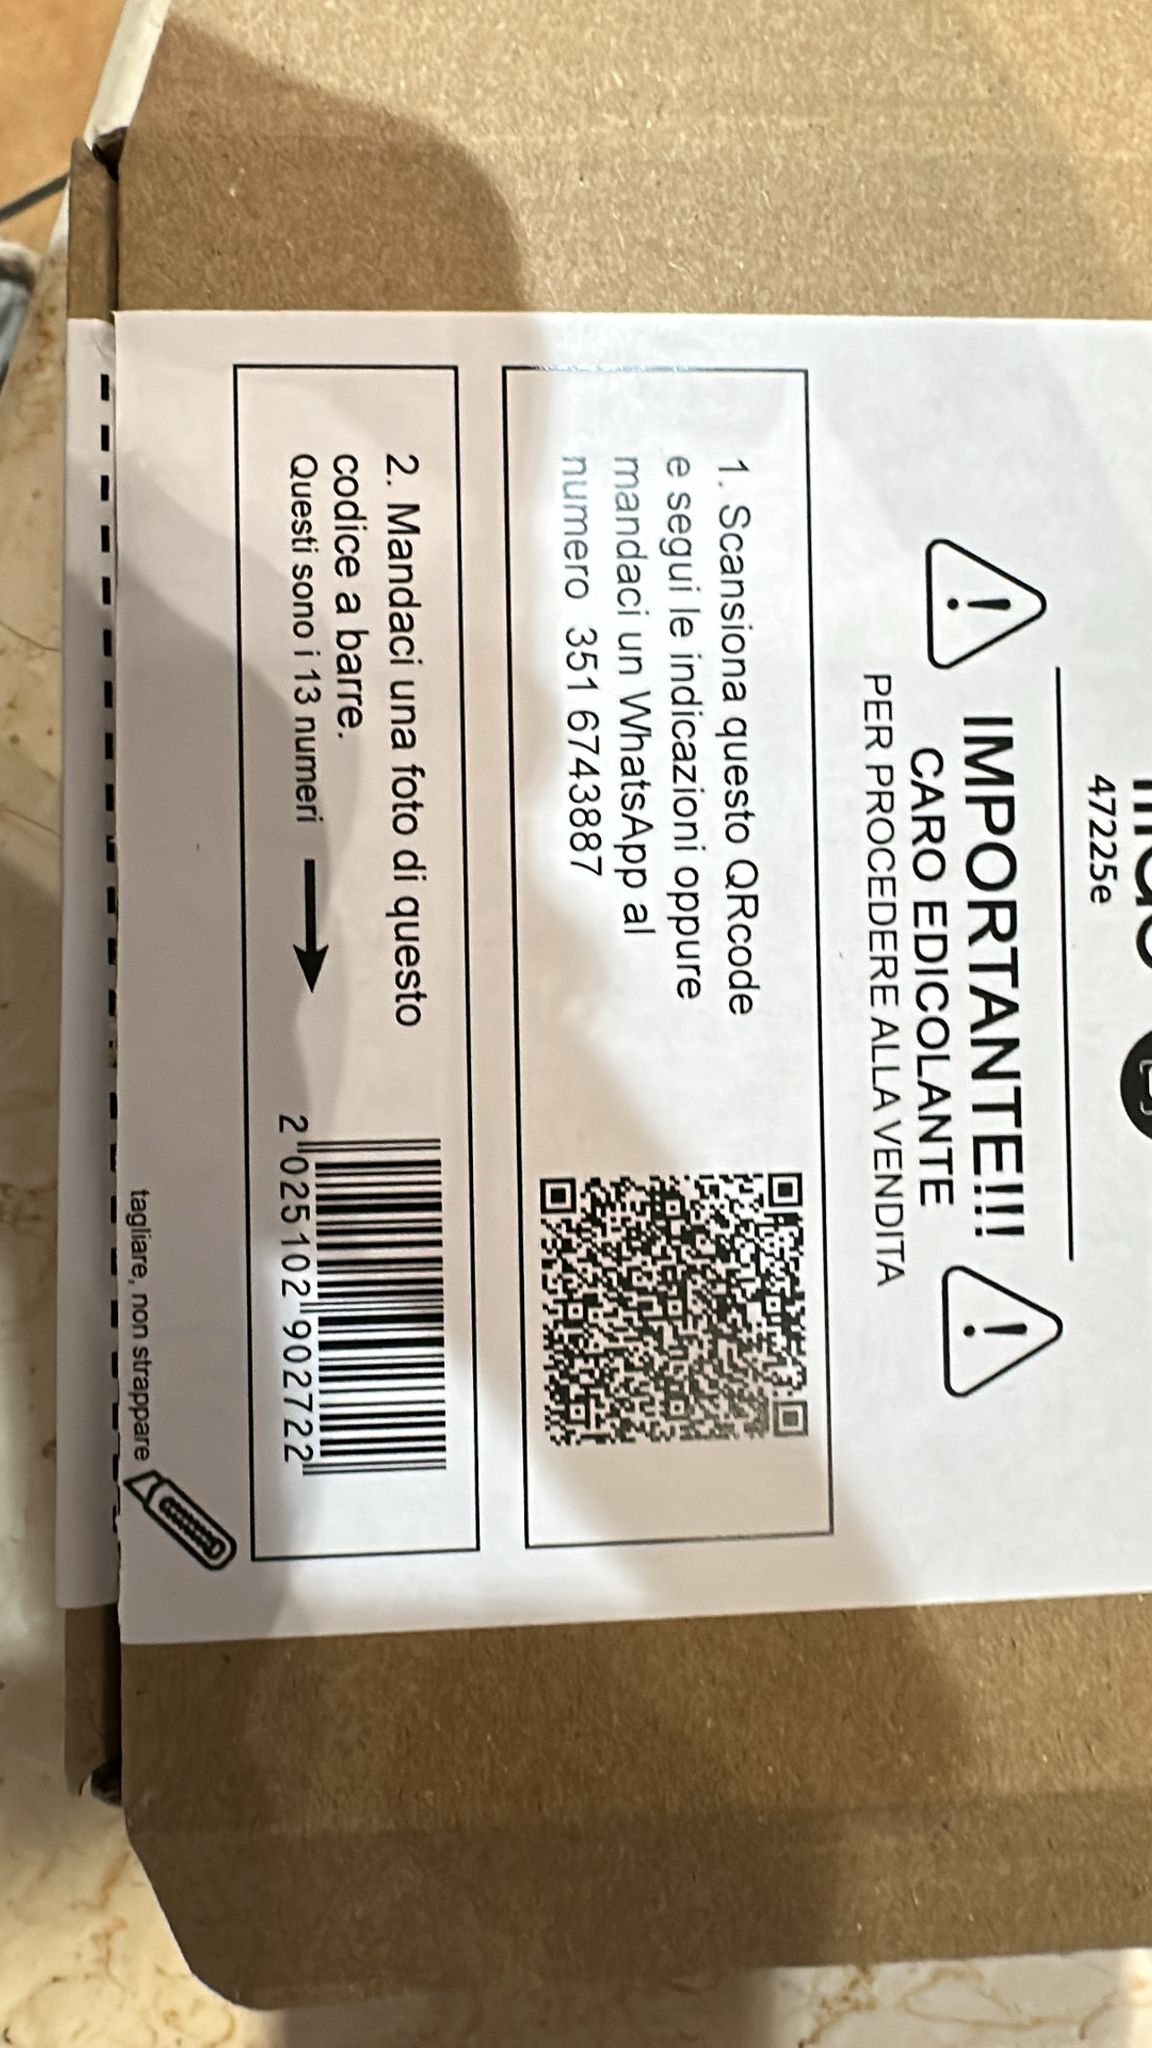 47225e
IMPORTANTE!!!
CARO EDICOLANTE
PER PROCEDERE ALLA VENDITA
1. Scansiona questo QRcode
e segui le indicazioni oppure
mandaci un WhatsApp al
numero 351 6743887
2. Mandaci una foto di questo
codice a barre.
Questi sono i 13 numeri
2 025102 902722
tagliare, non strappare